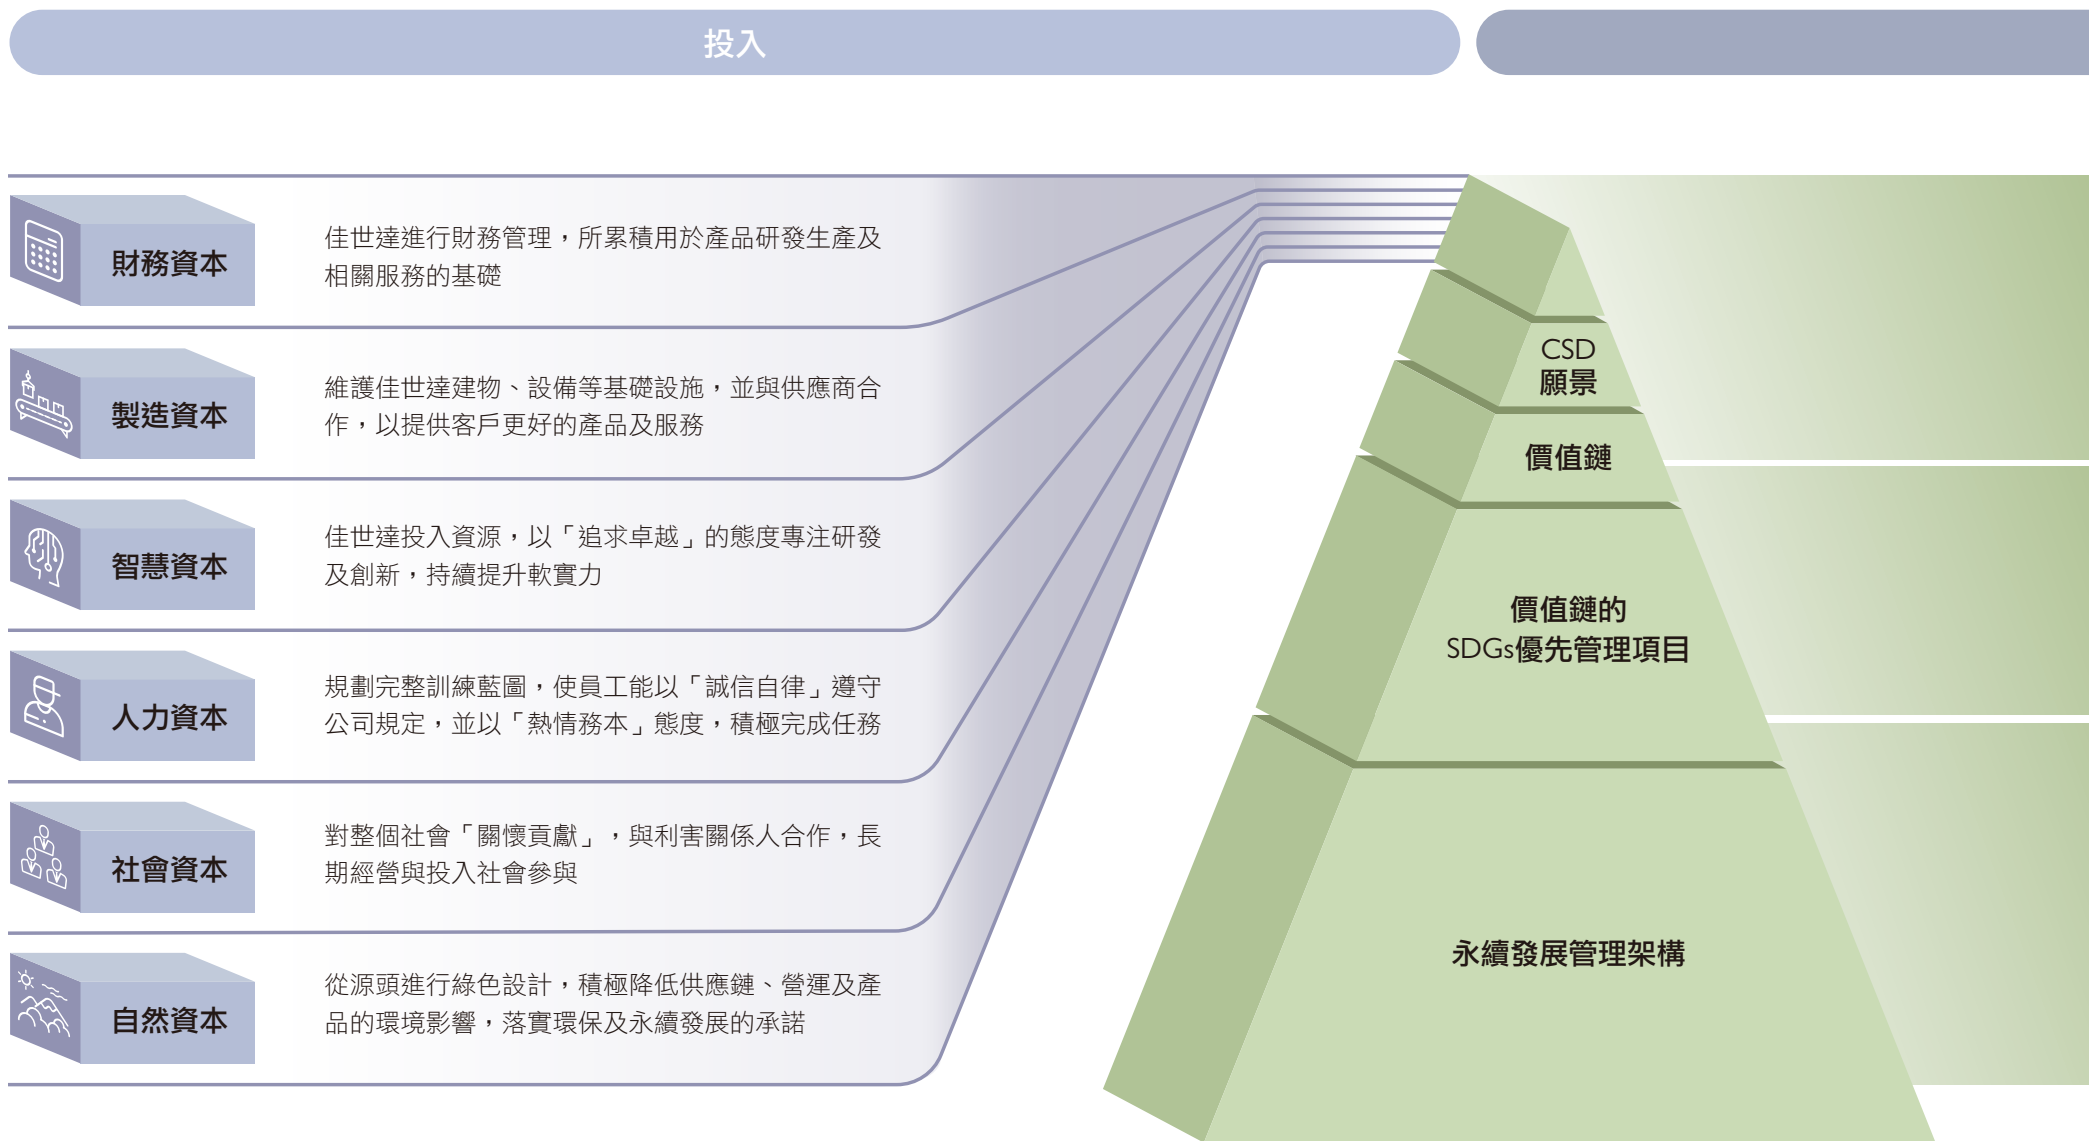 投入
財務資本
佳世達進行財務管理，所累積用於產品研發生產及
相關服務的基礎
製造資本
維護佳世達建物、設備等基礎設施，並與供應商合
作，以提供客戶更好的產品及服務
智慧資本
佳世達投入資源，以「追求卓越」的態度專注研發
及創新，持續提升軟實力
人力資本
規劃完整訓練藍圖，使員工能以「誠信自律」遵守
公司規定，並以「熱情務本」態度，積極完成任務
社會資本
對整個社會「關懷貢獻」，與利害關係人合作，長
期經營與投入社會參與
自然資本
從源頭進行綠色設計，積極降低供應鏈、營運及產
品的環境影響，落實環保及永續發展的承諾
CSD
願景
價值鏈
價值鏈的
SDGs優先管理項目
永續發展管理架構